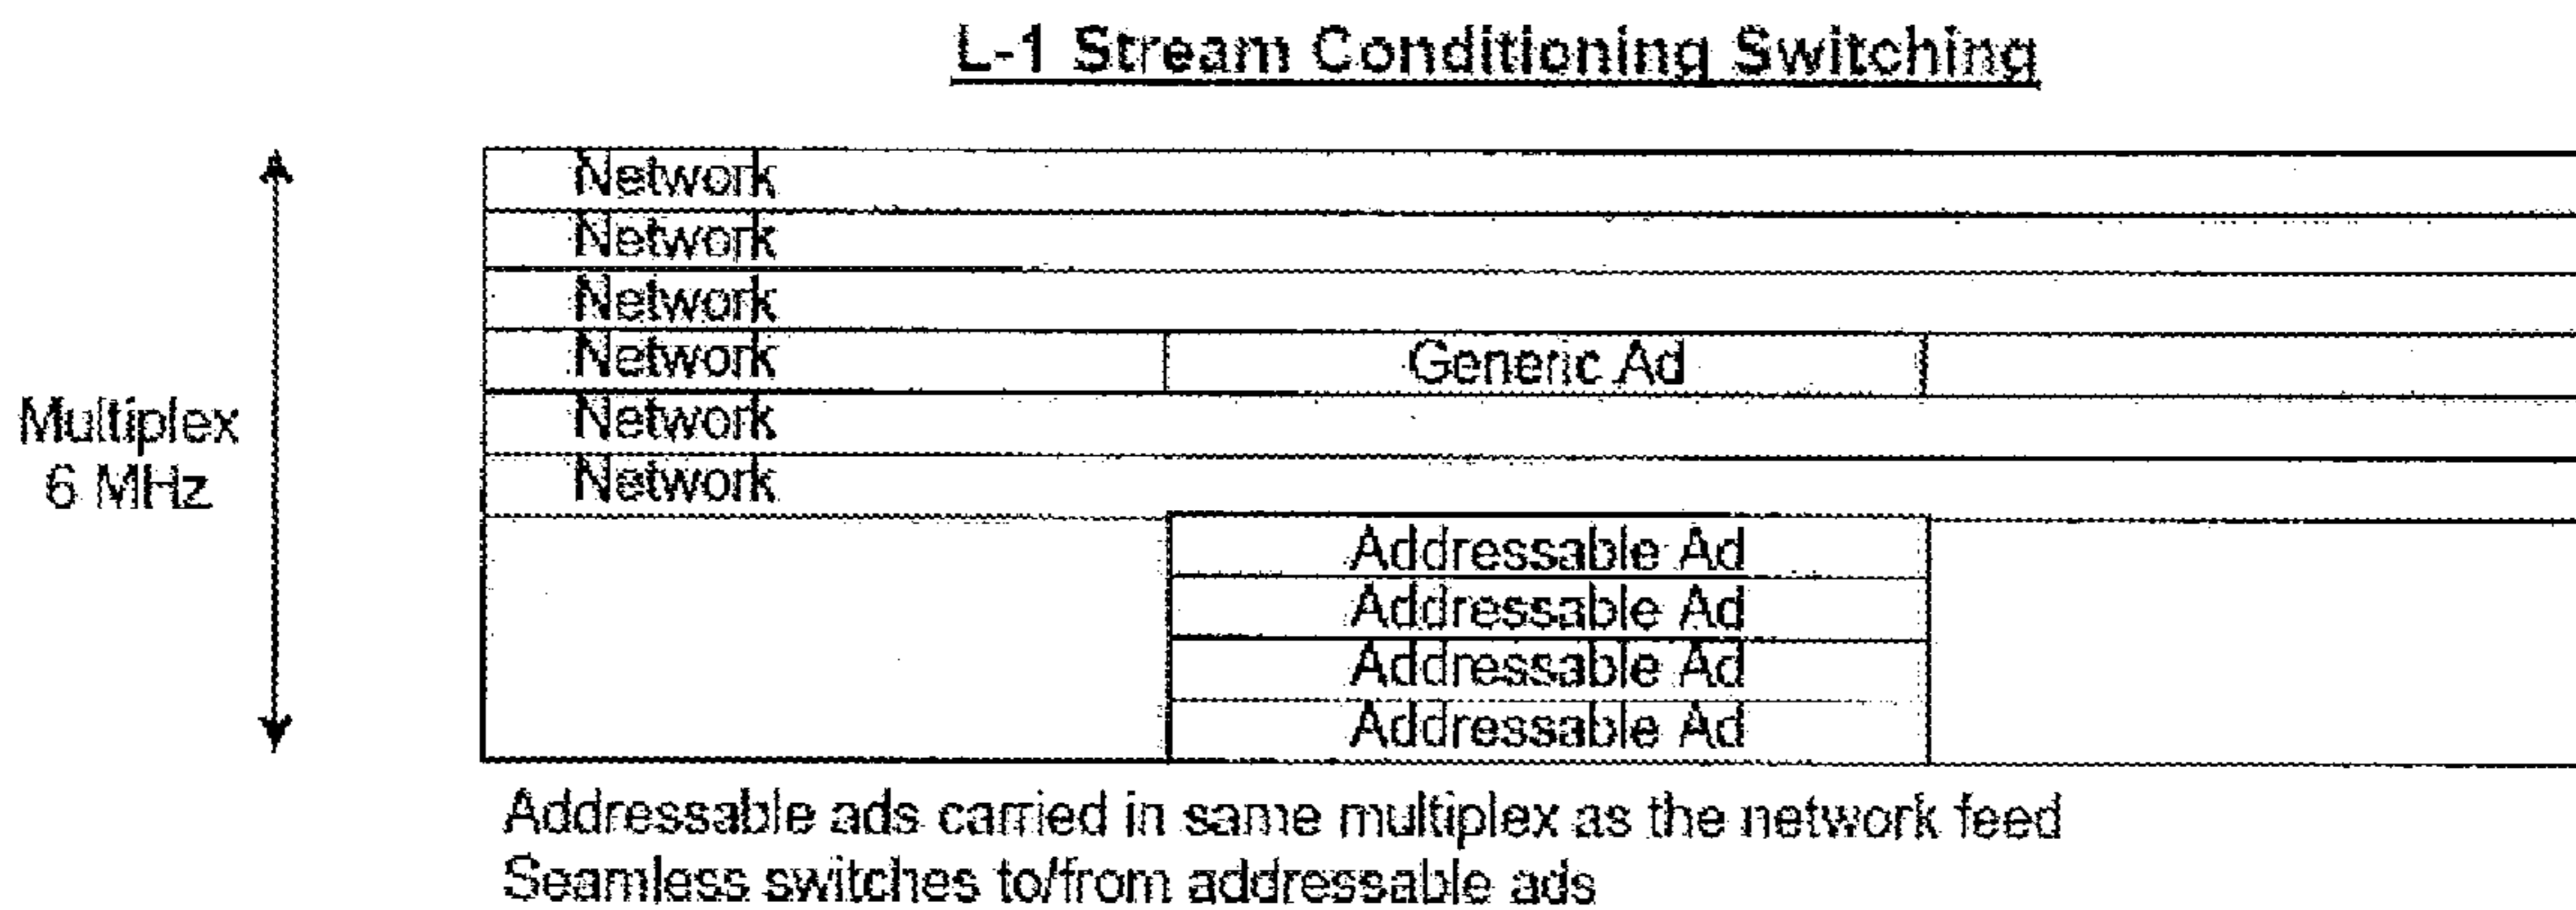 L-1 Stream Conditioning Switching
Network
Network
Network
Network
Generic Ad
Network
Network
Multiplex
6 MHz
Addressable Ad
Addressable Ad
Addressable Ad
Addressable Ad
Addressable ads carried in same multiplex as the network feed
Seamless switches to/from addressable ads